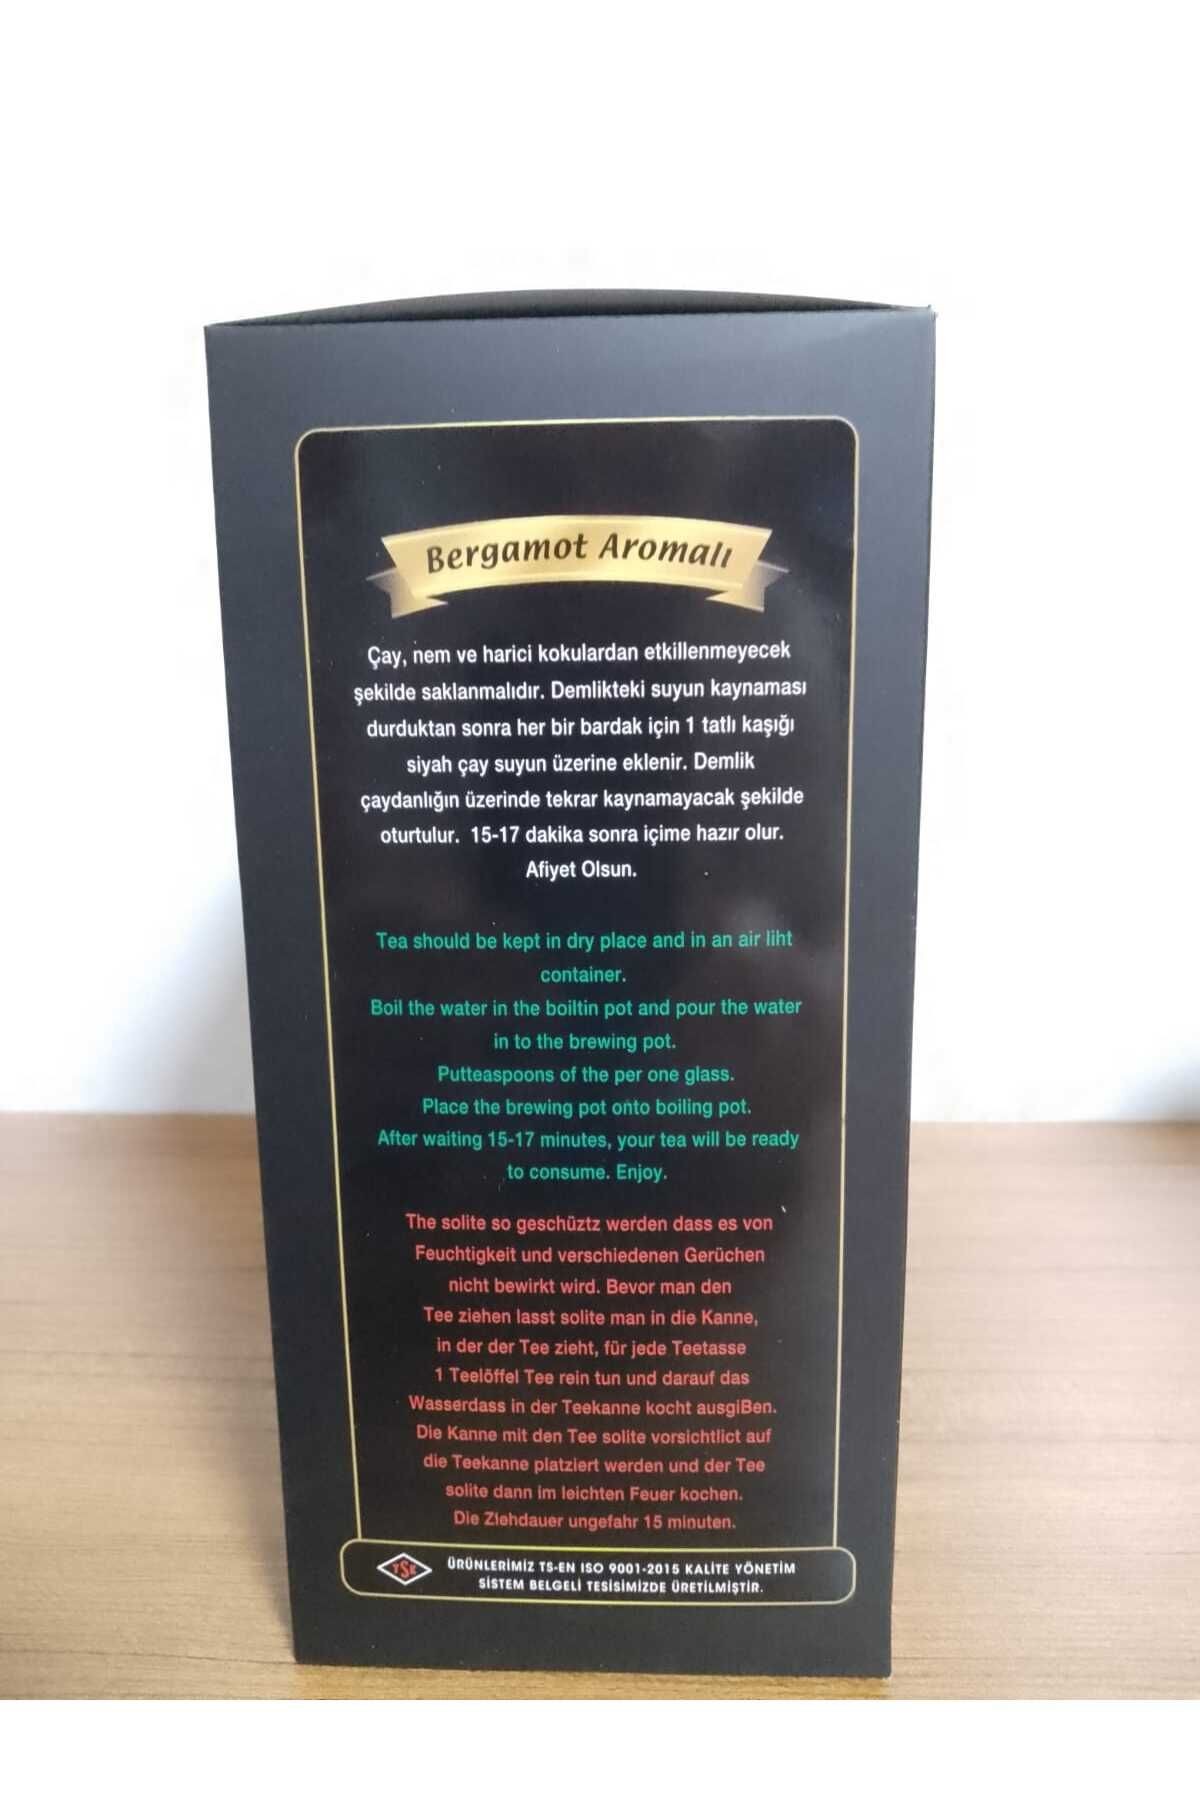 Bergamot Aromalı
Çay, nem ve harici kokulardan etkillenmeyecek
şekilde saklanmalıdır. Demlikteki suyun kaynaması
durduktan sonra her bir bardak için 1 tatlı kaşığı
siyah çay suyun üzerine eklenir. Demlik
çaydanlığın üzerinde tekrar kaynamayacak şekilde
oturtulur. 15-17 dakika sonra içime hazır olur.
Afiyet Olsun.
Tea should be kept in dry place and in an air liht
container.
Boil the water in the boiltin pot and pour the water
in to the brewing pot.
Putteaspoons of the per one glass.
Place the brewing pot onto boiling pot.
After waiting 15-17 minutes, your tea will be ready
to consume. Enjoy.
The solite so geschüztz werden dass es von
Feuchtigkeit und verschiedenen Gerüchen
nicht bewirkt wird. Bevor man den
Tee ziehen lasst solite man in die Kanne,
in der der Tee zieht, für jede Teetasse
1 Teelöffel Tee rein tun und darauf das
Wasserdass in der Teekanne kocht ausgiBen.
Die Kanne mit den Tee solite vorsichtlict auf
die Teekanne platziert werden und der Tee
solite dann im leichten Feuer kochen.
Die Ziehdauer ungefahr 15 minuten.
TSE
ÜRÜNLERİMİZ TS-EN ISO 9001-2015 KALİTE YÖNETİM
SİSTEM BELGELİ TESİSİMİZDE ÜRETİLMİŞTİR.